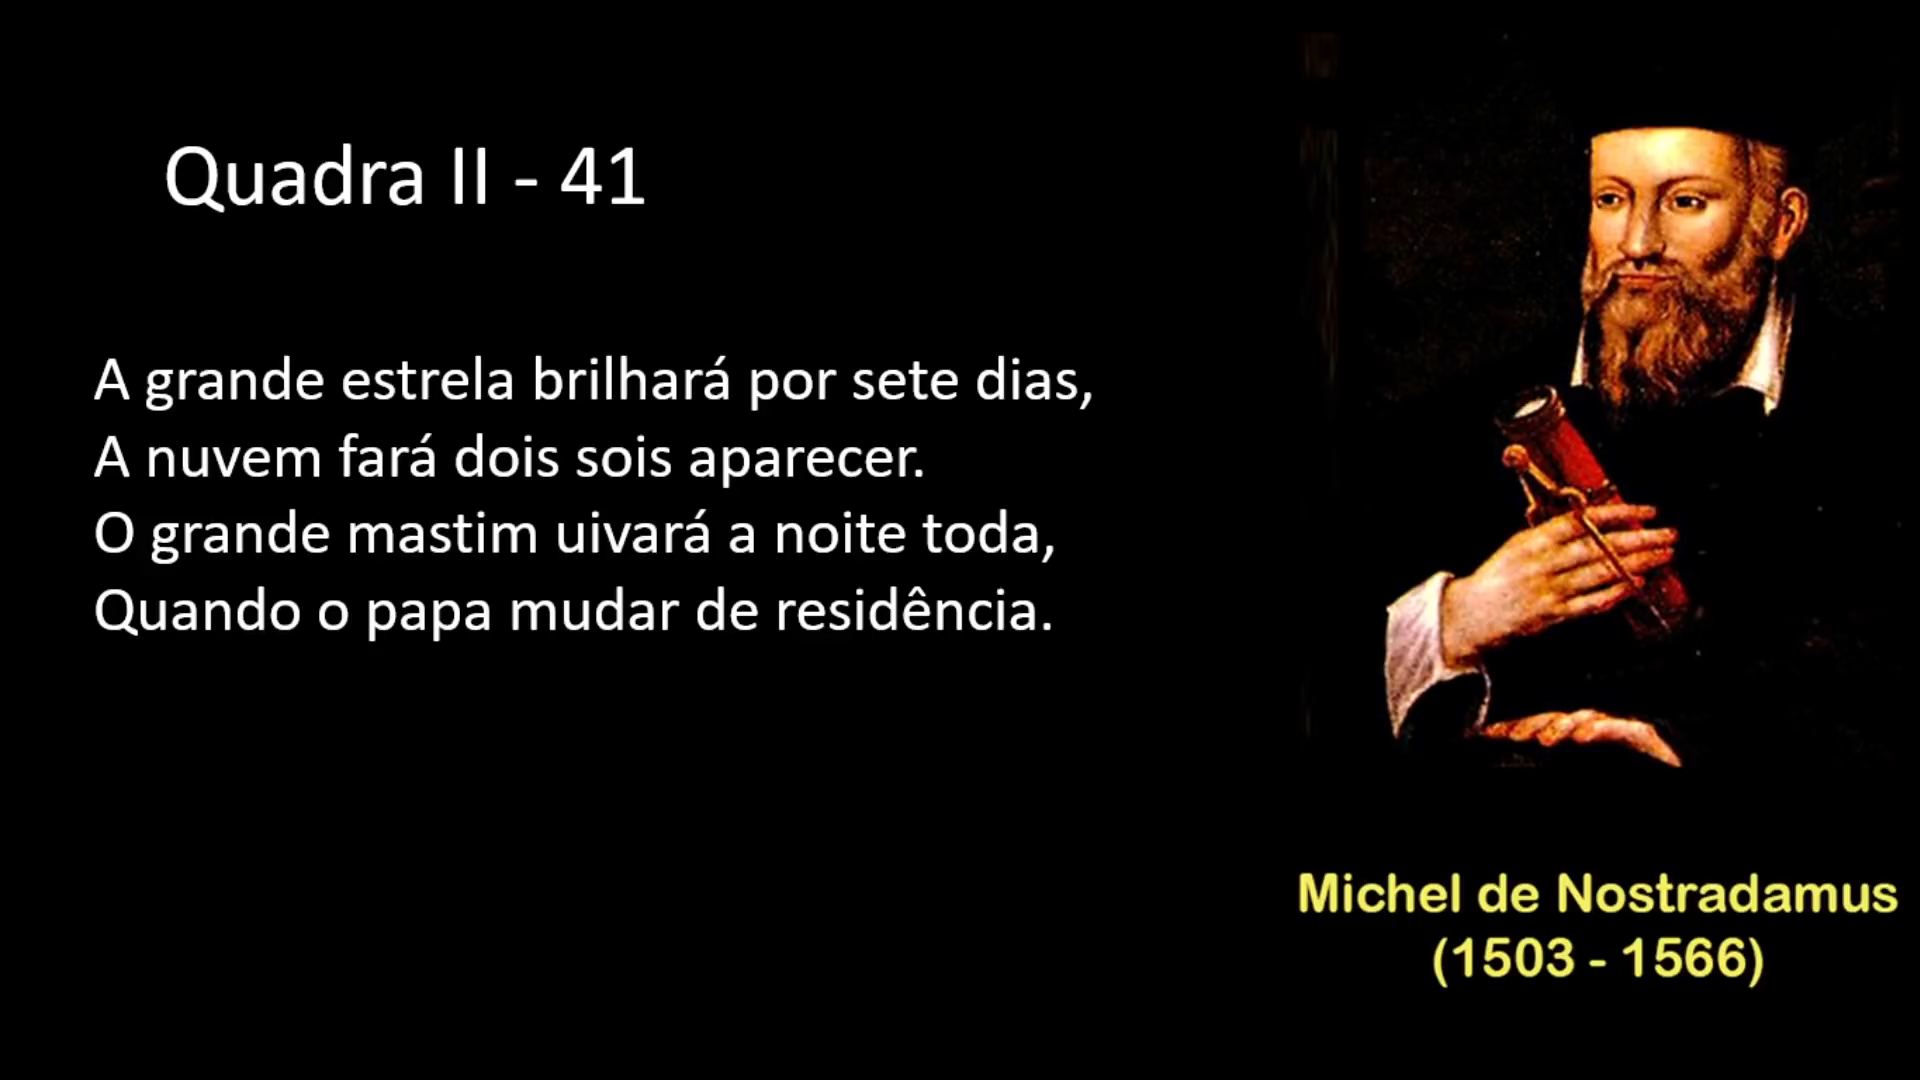 Quadra II - 41
A grande estrela brilhará por sete dias,
A nuvem fará dois sois aparecer.
O grande mastim uivará a noite toda,
Quando o papa mudar de residência.
Michel de Nostradamus
(1503 - 1566)